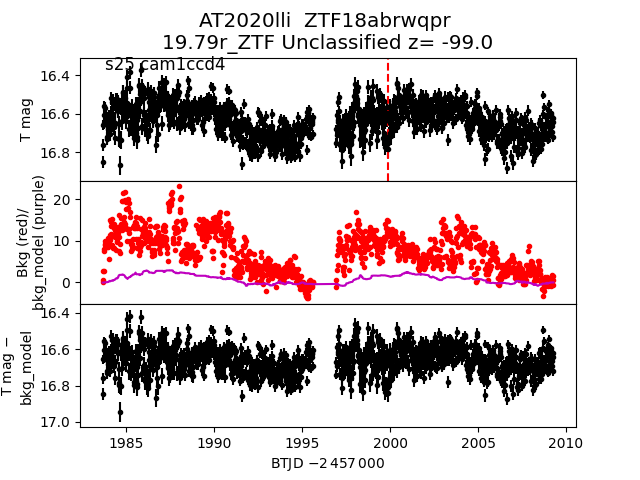 AT2020lli  ZTF18abrwqpr
19.79r_ZTF Unclassified z= -99.0
s25 cam1ccd4
16.4
16.6
16.8
T mag
20
10
0
Bkg (red)/
bkg_model (purple)
16.4
16.6
16.8
17.0
T mag −
bkg_model
1985
1990
1995
2000
2005
2010
BTJD −2 457 000